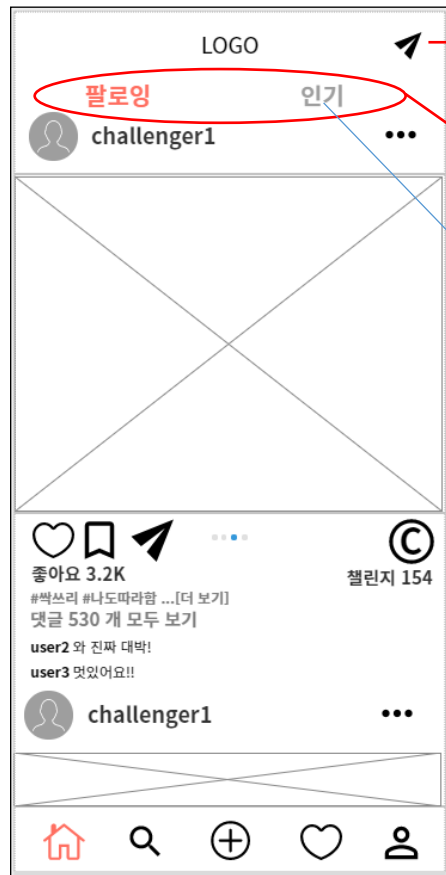 LOGO
팔로잉 인기
challenger1
좋아요 3.2K
챌린지 154
#싹쓰리 #나도따라함 ...[더 보기]
댓글 530 개 모두 보기
user2 와 진짜 대박!
user3 멋있어요!!
challenger1